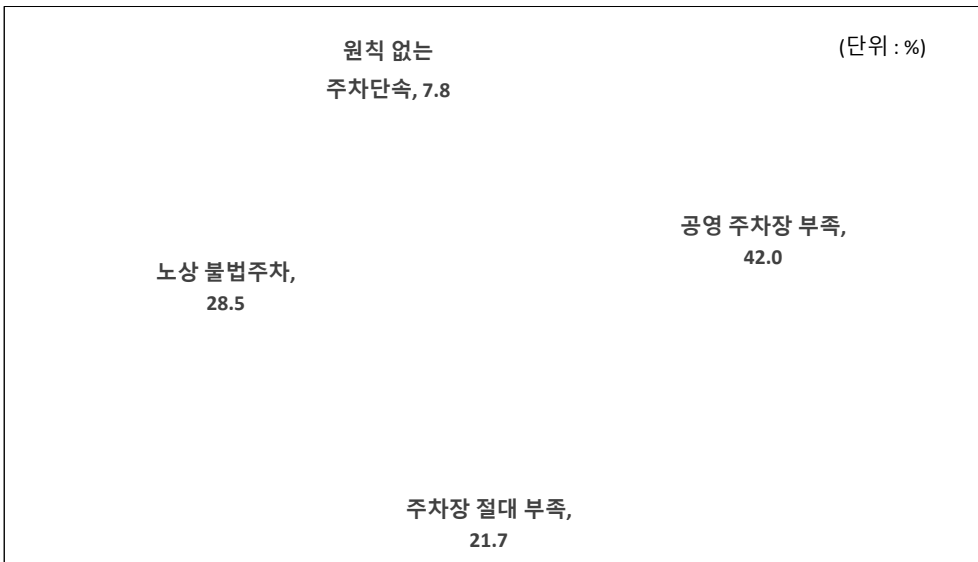 원칙 없는
주차단속, 7.8
(단위 : %)
공영 주차장 부족,
42.0
노상 불법주차,
28.5
주차장 절대 부족,
21.7